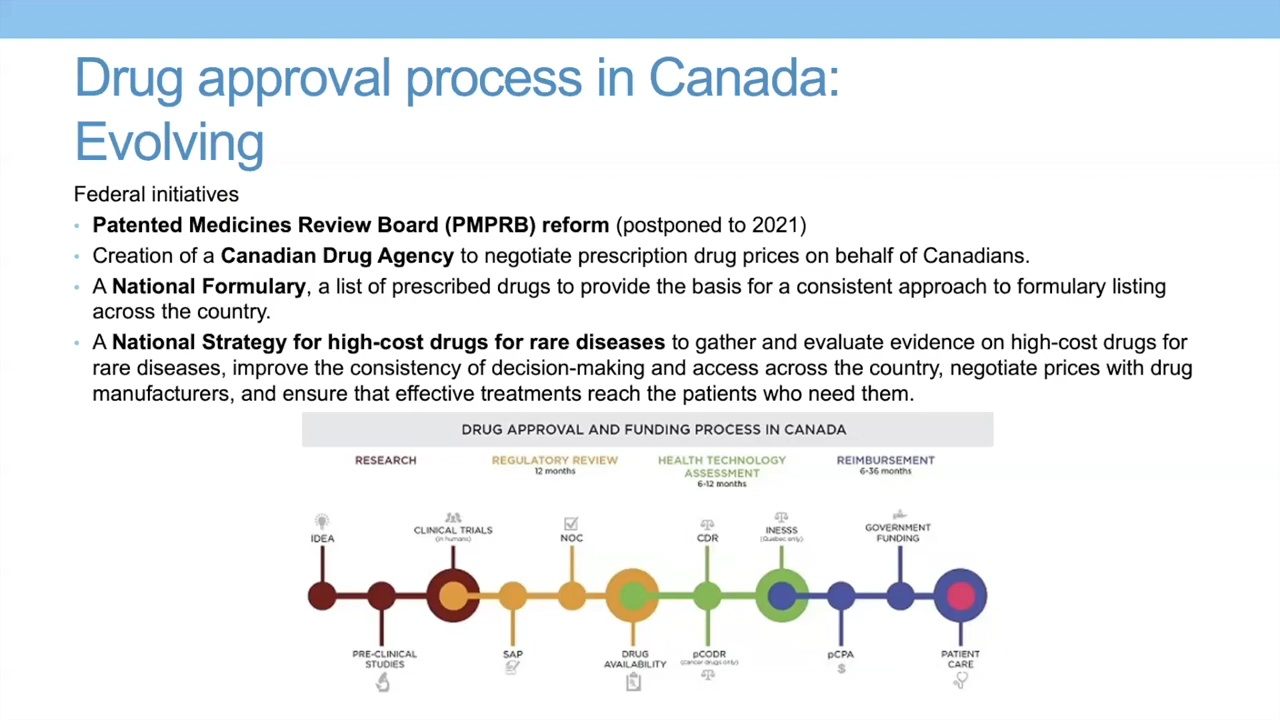 Drug approval process in Canada:
Evolving
Federal initiatives
• Patented Medicines Review Board (PMPRB) reform (postponed to 2021)
• Creation of a Canadian Drug Agency to negotiate prescription drug prices on behalf of Canadians.
• A National Formulary, a list of prescribed drugs to provide the basis for a consistent approach to formulary listing
across the country.
• A National Strategy for high-cost drugs for rare diseases to gather and evaluate evidence on high-cost drugs for
rare diseases, improve the consistency of decision-making and access across the country, negotiate prices with drug
manufacturers, and ensure that effective treatments reach the patients who need them.
DRUG APPROVAL AND FUNDING PROCESS IN CANADA
RESEARCH
REGULATORY REVIEW
12 months
HEALTH TECHNOLOGY
ASSESSMENT
6-12 months
REIMBURSEMENT
6-36 months
IDEA
CLINICAL TRIALS
(in humans)
NOC
CDR
INESSS
(Quebec only)
GOVERNMENT
FUNDING
PRE-CLINICAL
STUDIES
SAP
DRUG
AVAILABILITY
pCODR
(cancer drugs only)
pCPA
$
PATIENT
CARE